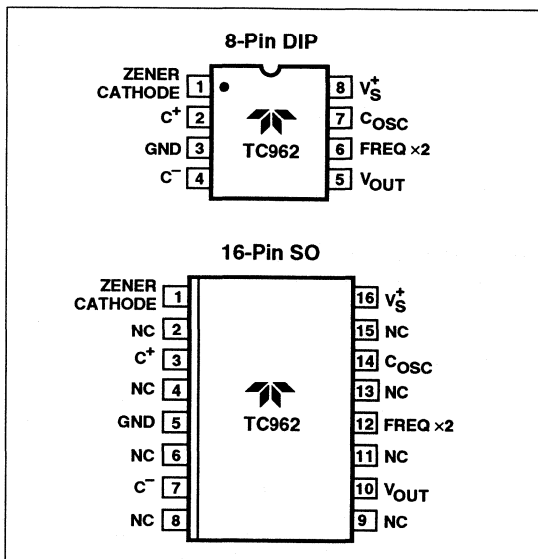 8-Pin DIP
ZENER
CATHODE 1
8 V+S
C+ 2
7 COSC
GND 3
TC962
6 FREQ ×2
C− 4
5 VOUT
16-Pin SO
ZENER
CATHODE 1
16 V+S
NC 2
15 NC
C+ 3
14 COSC
NC 4
13 NC
GND 5
TC962
12 FREQ ×2
NC 6
11 NC
C− 7
10 VOUT
NC 8
9 NC